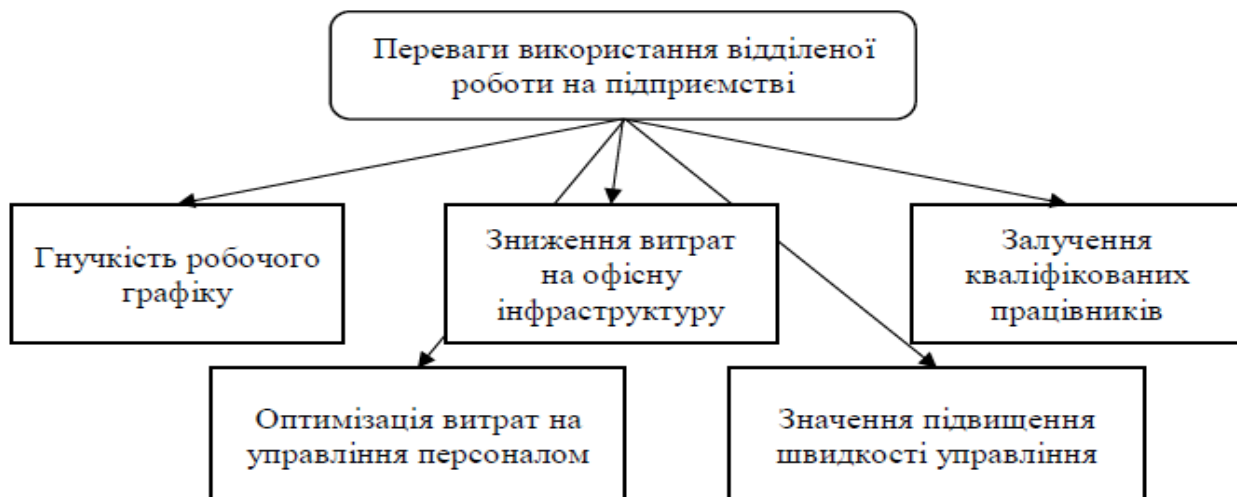 Переваги використання відділеної
роботи на підприємстві
Гнучкість робочого
графіку
Зниження витрат
на офісну
інфраструктуру
Залучення
кваліфікованих
працівників
Оптимізація витрат на
управління персоналом
Значення підвищення
швидкості управління